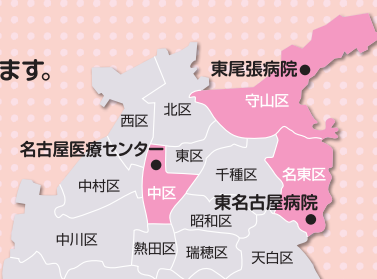 ます。
東尾張病院
守山区
北区
西区
名古屋医療センター
東区
千種区
名東区
中村区
中区
東名古屋病院
昭和区
中川区
熱田区
瑞穂区
天白区